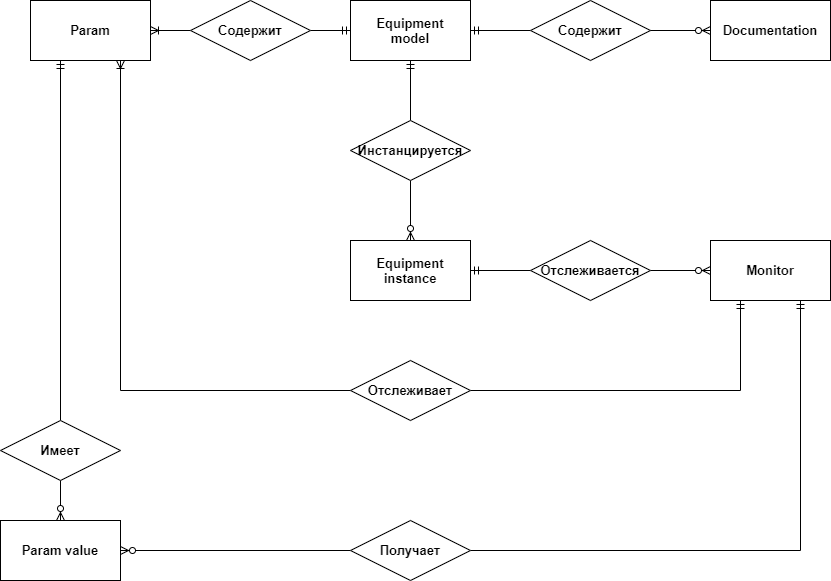 Param
Содержит
Equipment
model
Содержит
Documentation
Инстанцируется
Equipment
instance
Отслеживается
Monitor
Отслеживает
Имеет
Param value
Получает